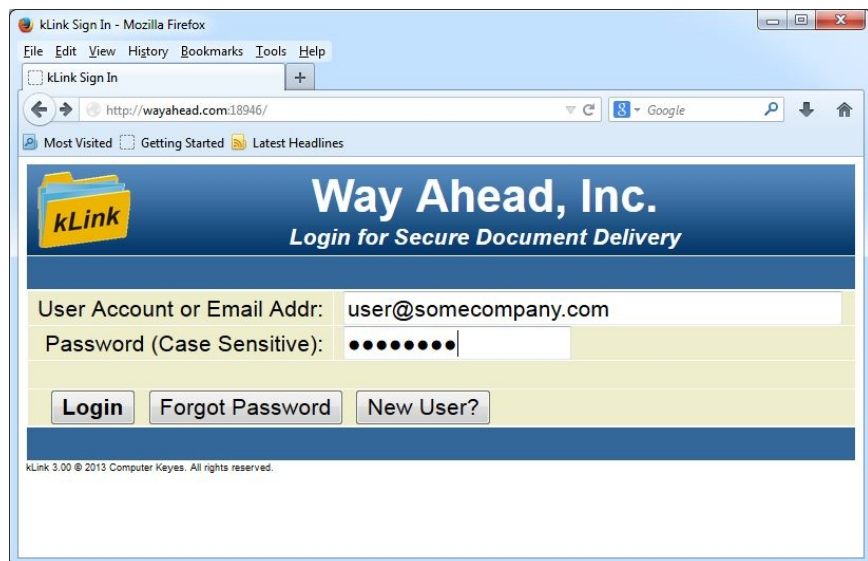 kLink Sign In - Mozilla Firefox
File Edit View History Bookmarks Tools Help
kLink Sign In +
http://wayahead.com:18946/ 8 Google
Most Visited Getting Started Latest Headlines
kLink
Way Ahead, Inc.
Login for Secure Document Delivery
User Account or Email Addr: user@somecompany.com
Password (Case Sensitive): ●●●●●●●●
Login Forgot Password New User?
kLink 3.00 © 2013 Computer Keyes. All rights reserved.